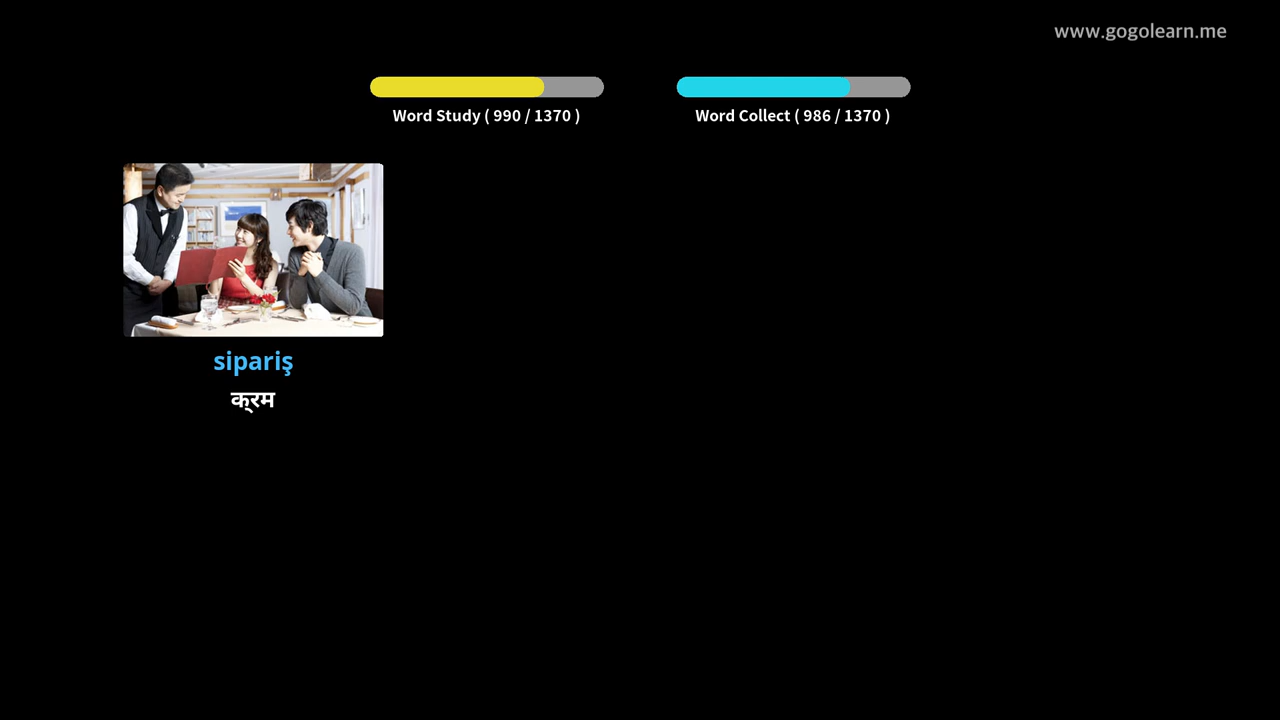 www.gogolearn.me
Word Study ( 990 / 1370 )
Word Collect ( 986 / 1370 )
sipariş
क्रम